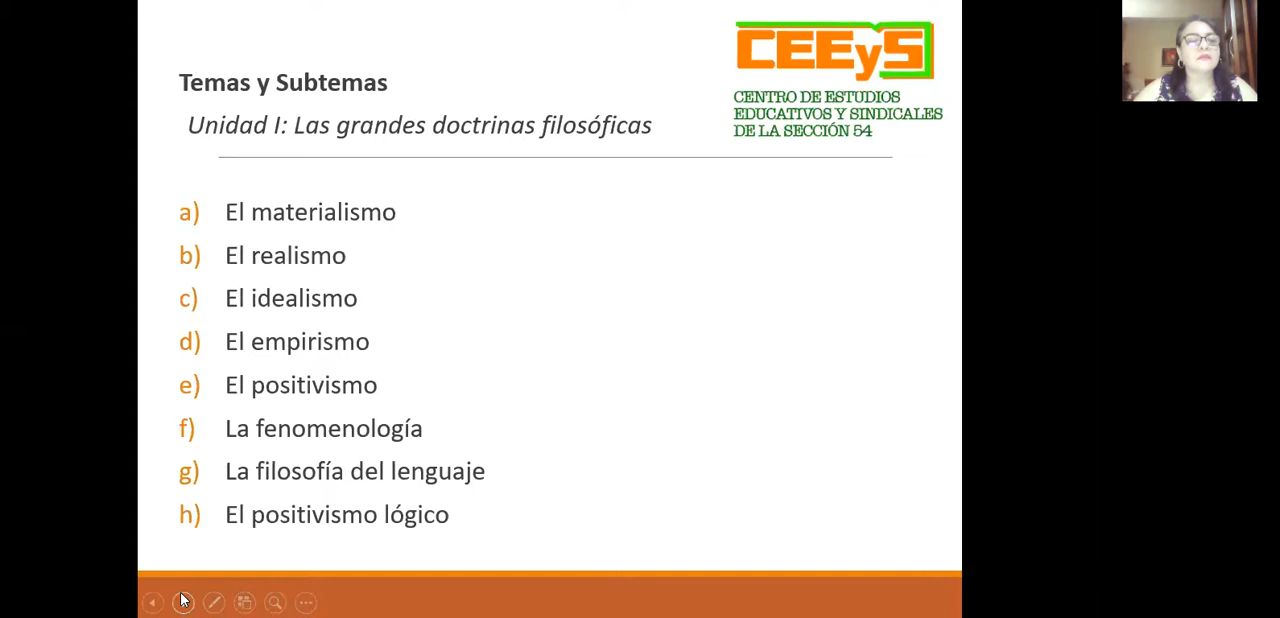 CEEyS
CENTRO DE ESTUDIOS
EDUCATIVOS Y SINDICALES
DE LA SECCIÓN 54
Temas y Subtemas
Unidad I: Las grandes doctrinas filosóficas
a) El materialismo
b) El realismo
c) El idealismo
d) El empirismo
e) El positivismo
f) La fenomenología
g) La filosofía del lenguaje
h) El positivismo lógico